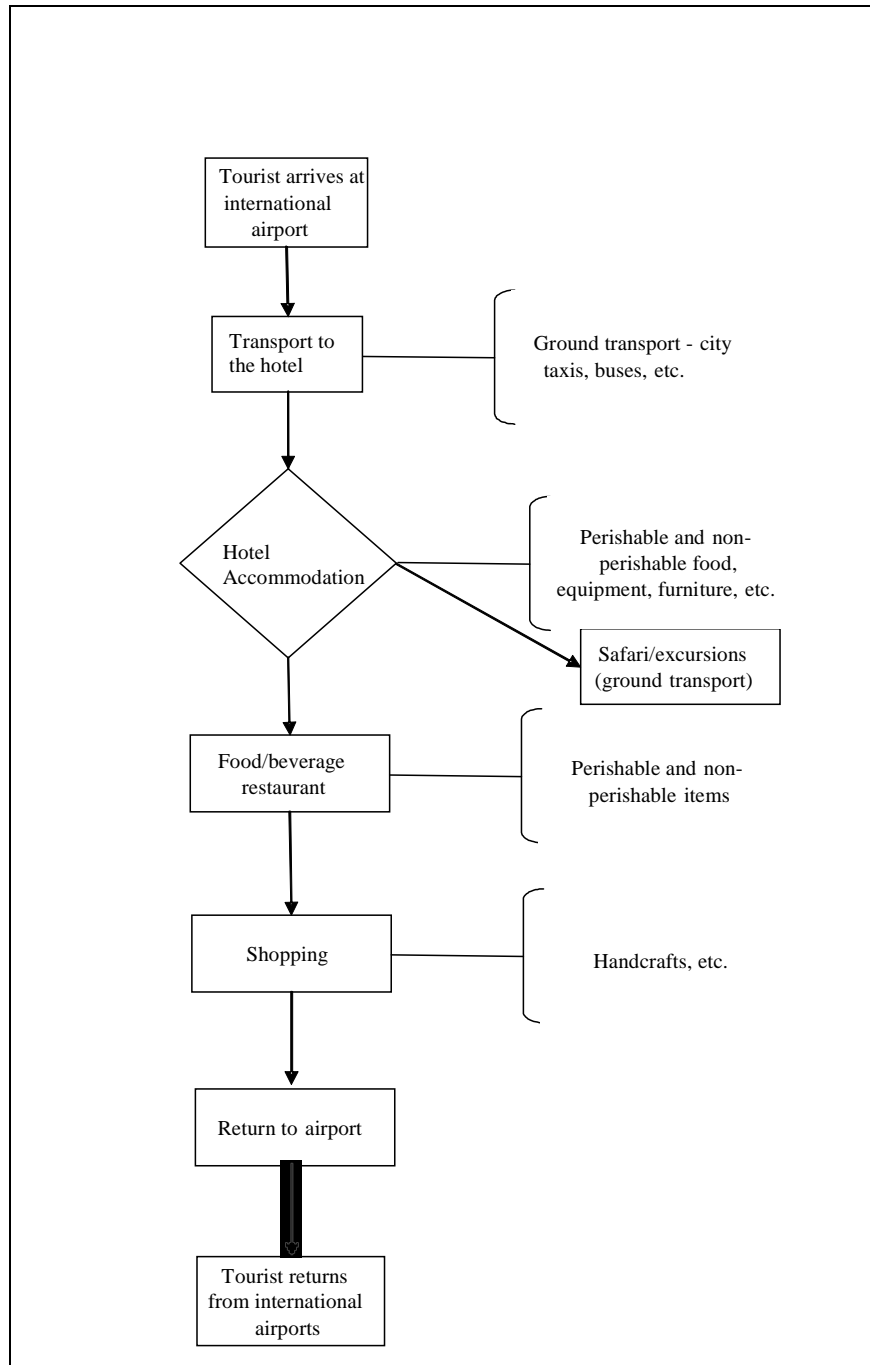 Tourist arrives at
international
airport
Transport to
the hotel
Ground transport - city
taxis, buses, etc.
Hotel
Accommodation
Perishable and non-
perishable food,
equipment, furniture, etc.
Safari/excursions
(ground transport)
Food/beverage
restaurant
Perishable and non-
perishable items
Shopping
Handcrafts, etc.
Return to airport
Tourist returns
from international
airports